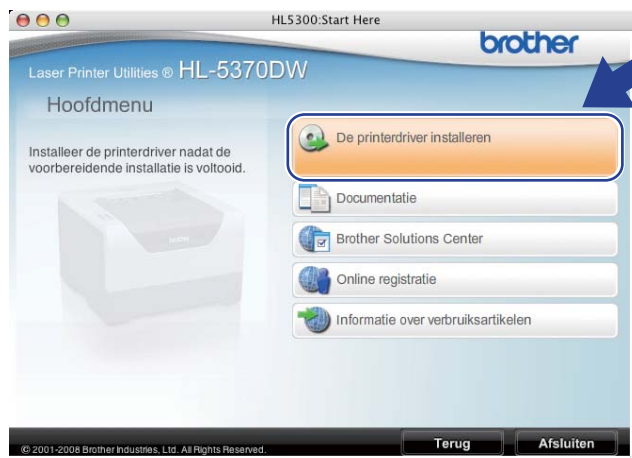 HL5300:Start Here
brother
Laser Printer Utilities ® HL-5370DW
Hoofdmenu
Installeer de printerdriver nadat de
voorbereidende installatie is voltooid.
De printerdriver installeren
Documentatie
Brother Solutions Center
Online registratie
Informatie over verbruiksartikelen
© 2001-2008 Brother Industries, Ltd. All Rights Reserved.
Terug
Afsluiten